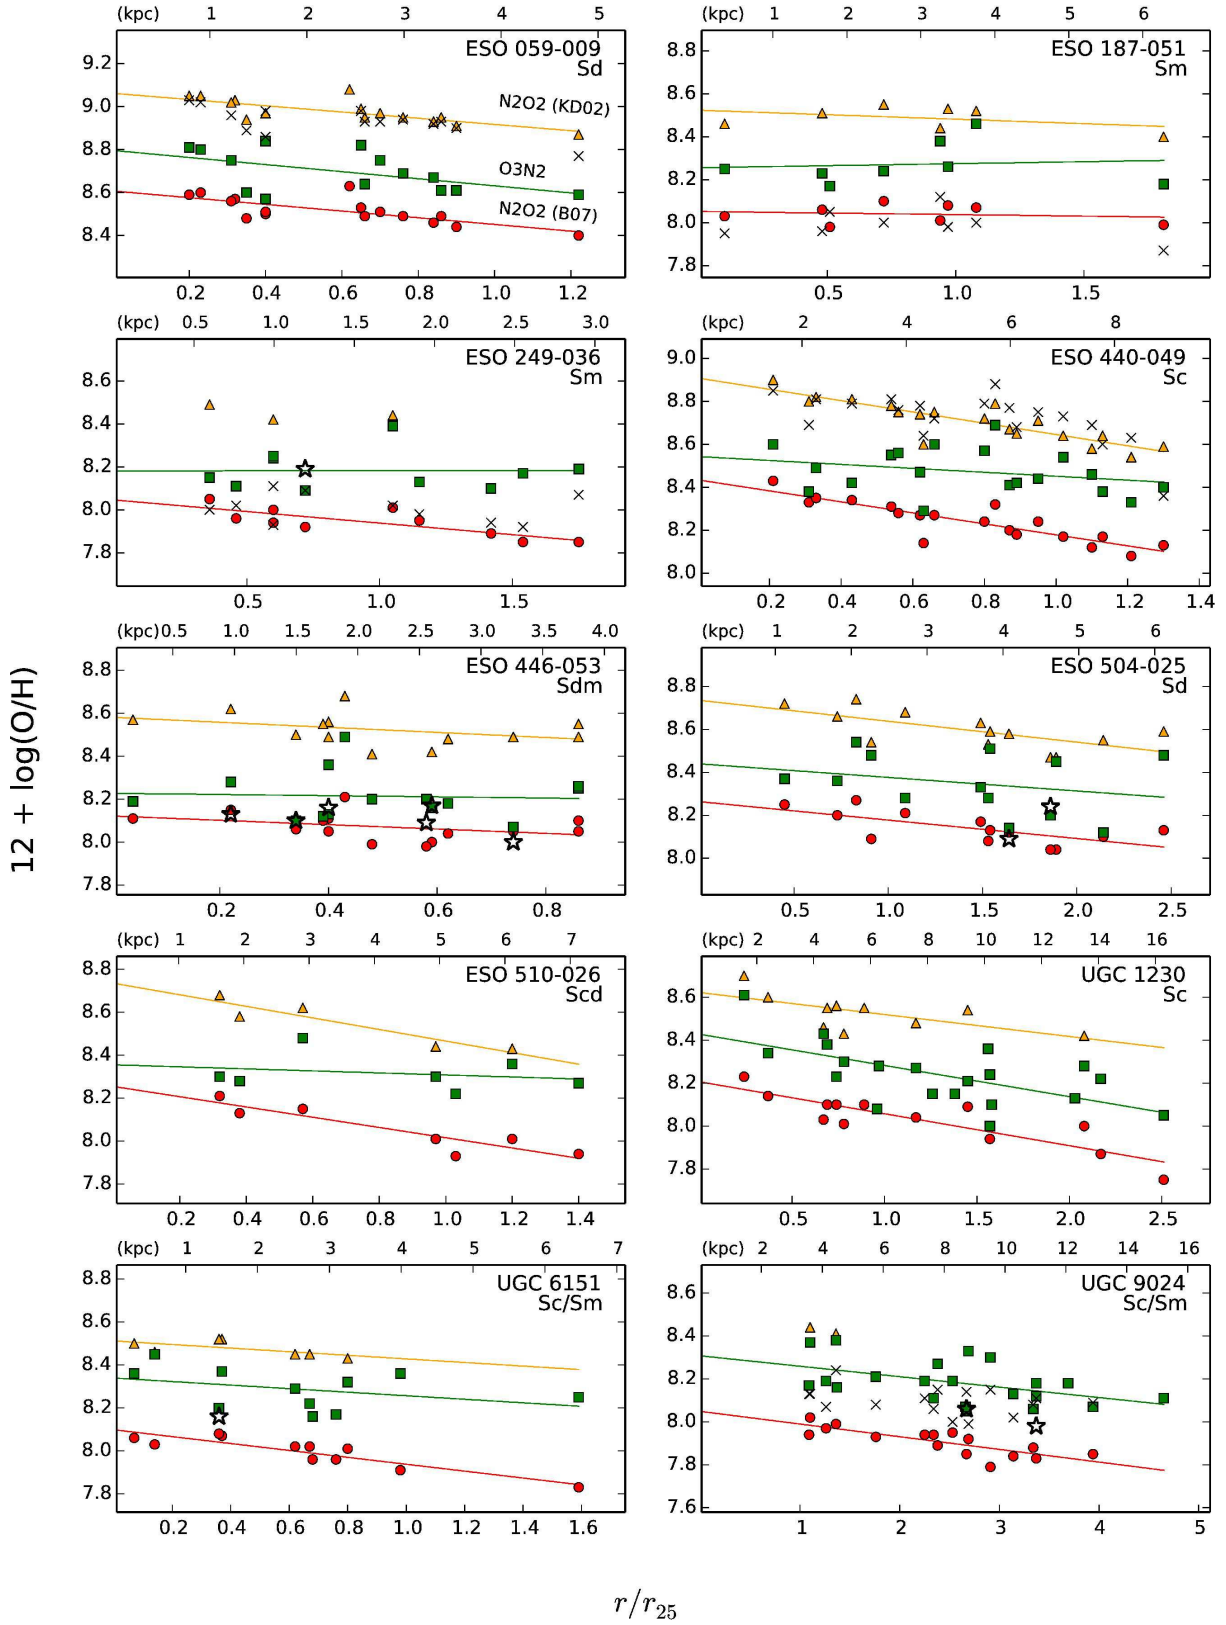 (kpc) 1 2 3 4 5
ESO 059-009
Sd
9.2
9.0
8.8
8.6
8.4
N2O2 (KD02)
O3N2
N2O2 (B07)
0.2 0.4 0.6 0.8 1.0 1.2
(kpc) 1 2 3 4 5 6
ESO 187-051
Sm
8.8
8.6
8.4
8.2
8.0
7.8
0.5 1.0 1.5
(kpc) 0.5 1.0 1.5 2.0 2.5 3.0
ESO 249-036
Sm
8.6
8.4
8.2
8.0
7.8
0.5 1.0 1.5
(kpc) 2 4 6 8
ESO 440-049
Sc
9.0
8.8
8.6
8.4
8.2
8.0
0.2 0.4 0.6 0.8 1.0 1.2 1.4
12 + log(O/H)
(kpc) 0.5 1.0 1.5 2.0 2.5 3.0 3.5 4.0
ESO 446-053
Sdm
8.8
8.6
8.4
8.2
8.0
7.8
0.2 0.4 0.6 0.8
(kpc) 1 2 3 4 5 6
ESO 504-025
Sd
8.8
8.6
8.4
8.2
8.0
0.5 1.0 1.5 2.0 2.5
(kpc) 1 2 3 4 5 6 7
ESO 510-026
Scd
8.8
8.6
8.4
8.2
8.0
7.8
0.2 0.4 0.6 0.8 1.0 1.2 1.4
(kpc) 2 4 6 8 10 12 14 16
UGC 1230
Sc
8.6
8.4
8.2
8.0
7.8
0.5 1.0 1.5 2.0 2.5
(kpc) 1 2 3 4 5 6 7
UGC 6151
Sc/Sm
8.8
8.6
8.4
8.2
8.0
7.8
0.2 0.4 0.6 0.8 1.0 1.2 1.4 1.6
(kpc) 2 4 6 8 10 12 14 16
UGC 9024
Sc/Sm
8.6
8.4
8.2
8.0
7.8
7.6
1 2 3 4 5
r/r25